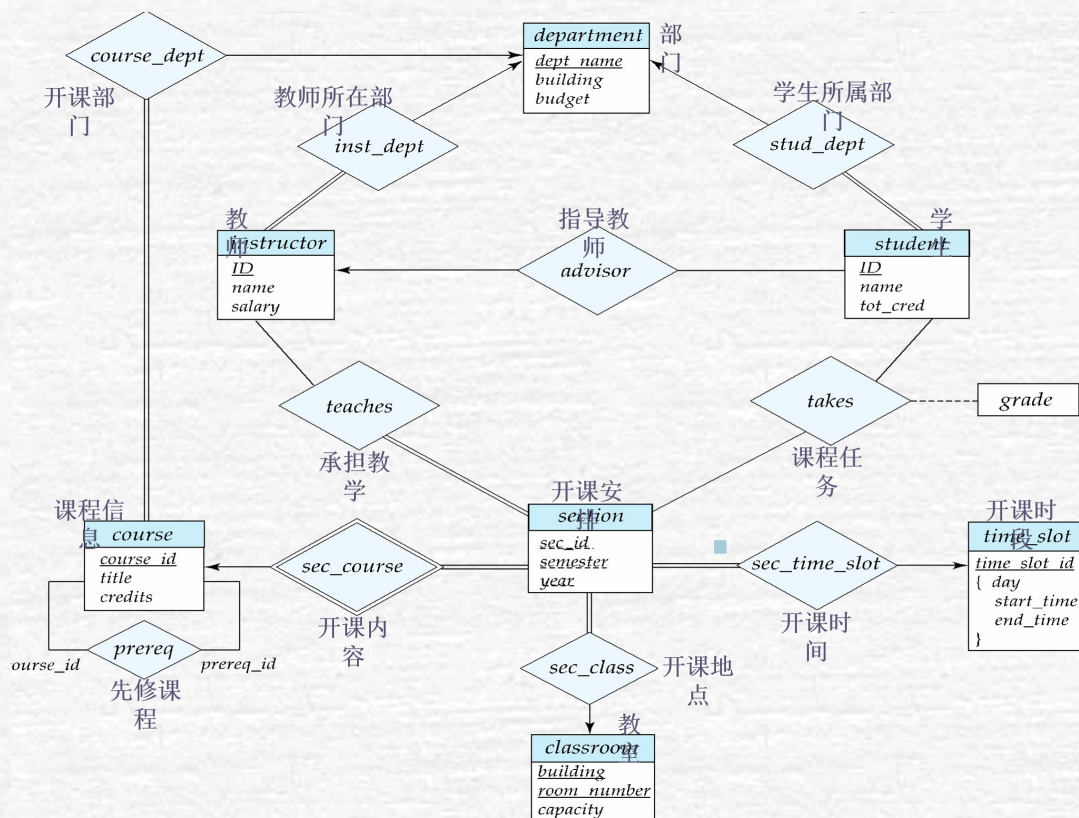 course_dept
开课部
门
department
部
门
dept_name
building
budget
教师所在部
门
inst_dept
学生所属部
门
stud_dept
教
师
instructor
ID
name
salary
指导教
师
advisor
学
生
student
ID
name
tot_cred
teaches
承担教
学
takes
课程任
务
grade
课程信
息
course
course_id
title
credits
sec_course
开课内
容
开课安
排
section
sec_id
semester
year
sec_time_slot
开课时
间
开课时
段
time_slot
time_slot_id
{ day
start_time
end_time
}
ourse_id
prereq
prereq_id
先修课
程
sec_class
开课地
点
教
室
classroom
building
room_number
capacity